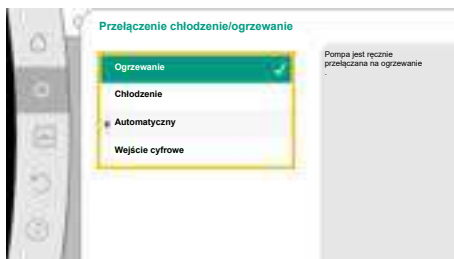 Przełączenie chłodzenie/ogrzewanie
Ogrzewanie
Chłodzenie
Automatyczny
Wejście cyfrowe
Pompa jest ręcznie
przełączana na ogrzewanie
.